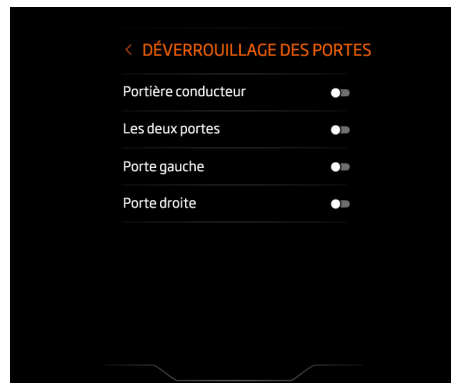 < DÉVERROUILLAGE DES PORTES
Portière conducteur
Les deux portes
Porte gauche
Porte droite